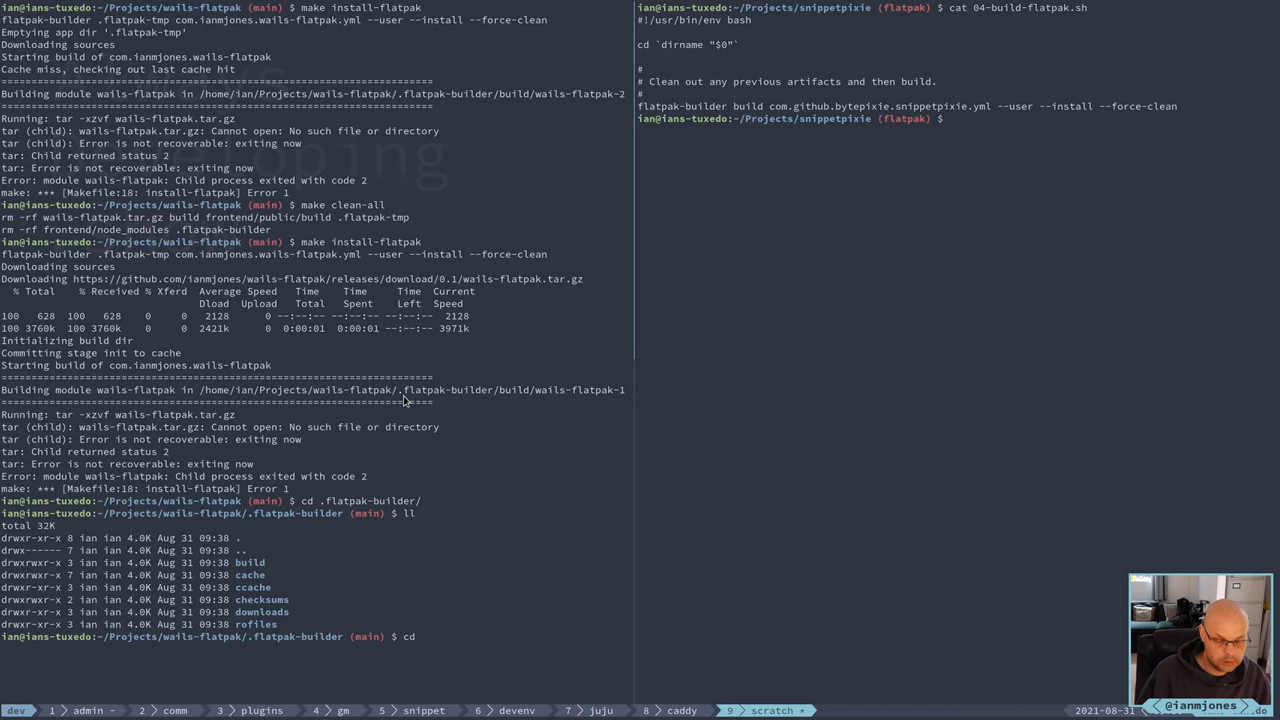 ian@ians-tuxedo:~/Projects/wails-flatpak (main) $ make install-flatpak
flatpak-builder .flatpak-tmp com.ianmjones.wails-flatpak.yml --user --install --force-clean
Emptying app dir '.flatpak-tmp'
Downloading sources
Starting build of com.ianmjones.wails-flatpak
Cache miss, checking out last cache hit
========================================================================
Building module wails-flatpak in /home/ian/Projects/wails-flatpak/.flatpak-builder/build/wails-flatpak-2
========================================================================
Running: tar -xzvf wails-flatpak.tar.gz
tar (child): wails-flatpak.tar.gz: Cannot open: No such file or directory
tar (child): Error is not recoverable: exiting now
tar: Child returned status 2
tar: Error is not recoverable: exiting now
Error: module wails-flatpak: Child process exited with code 2
make: *** [Makefile:18: install-flatpak] Error 1
ian@ians-tuxedo:~/Projects/wails-flatpak (main) $ make clean-all
rm -rf wails-flatpak.tar.gz build frontend/public/build .flatpak-tmp
rm -rf frontend/node_modules .flatpak-builder
ian@ians-tuxedo:~/Projects/wails-flatpak (main) $ make install-flatpak
flatpak-builder .flatpak-tmp com.ianmjones.wails-flatpak.yml --user --install --force-clean
Downloading sources
Downloading https://github.com/ianmjones/wails-flatpak/releases/download/0.1/wails-flatpak.tar.gz
% Total % Received % Xferd Average Speed Time Time Time Current
Dload Upload Total Spent Left Speed
100 628 100 628 0 0 2128 0 --:--:-- --:--:-- --:--:-- 2128
100 3760k 100 3760k 0 0 2421k 0 0:00:01 0:00:01 --:--:-- 3971k
Initializing build dir
Committing stage init to cache
Starting build of com.ianmjones.wails-flatpak
========================================================================
Building module wails-flatpak in /home/ian/Projects/wails-flatpak/.flatpak-builder/build/wails-flatpak-1
========================================================================
Running: tar -xzvf wails-flatpak.tar.gz
tar (child): wails-flatpak.tar.gz: Cannot open: No such file or directory
tar (child): Error is not recoverable: exiting now
tar: Child returned status 2
tar: Error is not recoverable: exiting now
Error: module wails-flatpak: Child process exited with code 2
make: *** [Makefile:18: install-flatpak] Error 1
ian@ians-tuxedo:~/Projects/wails-flatpak (main) $ cd .flatpak-builder/
ian@ians-tuxedo:~/Projects/wails-flatpak/.flatpak-builder (main) $ ll
total 32K
drwxr-xr-x 8 ian ian 4.0K Aug 31 09:38 .
drwx------ 7 ian ian 4.0K Aug 31 09:38 ..
drwxrwxr-x 3 ian ian 4.0K Aug 31 09:38 build
drwxrwxr-x 7 ian ian 4.0K Aug 31 09:38 cache
drwxr-xr-x 3 ian ian 4.0K Aug 31 09:38 ccache
drwxrwxr-x 2 ian ian 4.0K Aug 31 09:38 checksums
drwxr-xr-x 3 ian ian 4.0K Aug 31 09:38 downloads
drwxr-xr-x 3 ian ian 4.0K Aug 31 09:38 rofiles
ian@ians-tuxedo:~/Projects/wails-flatpak/.flatpak-builder (main) $ cd
ian@ians-tuxedo:~/Projects/snippetpixie (flatpak) $ cat 04-build-flatpak.sh
#!/usr/bin/env bash
cd `dirname "$0"`
#
# Clean out any previous artifacts and then build.
#
flatpak-builder build com.github.bytepixie.snippetpixie.yml --user --install --force-clean
ian@ians-tuxedo:~/Projects/snippetpixie (flatpak) $
@ianmjones
dev 1 admin - 2 comm 3 plugins 4 gm 5 snippet 6 devenv 7 juju 8 caddy 9 scratch * 2021-08-31